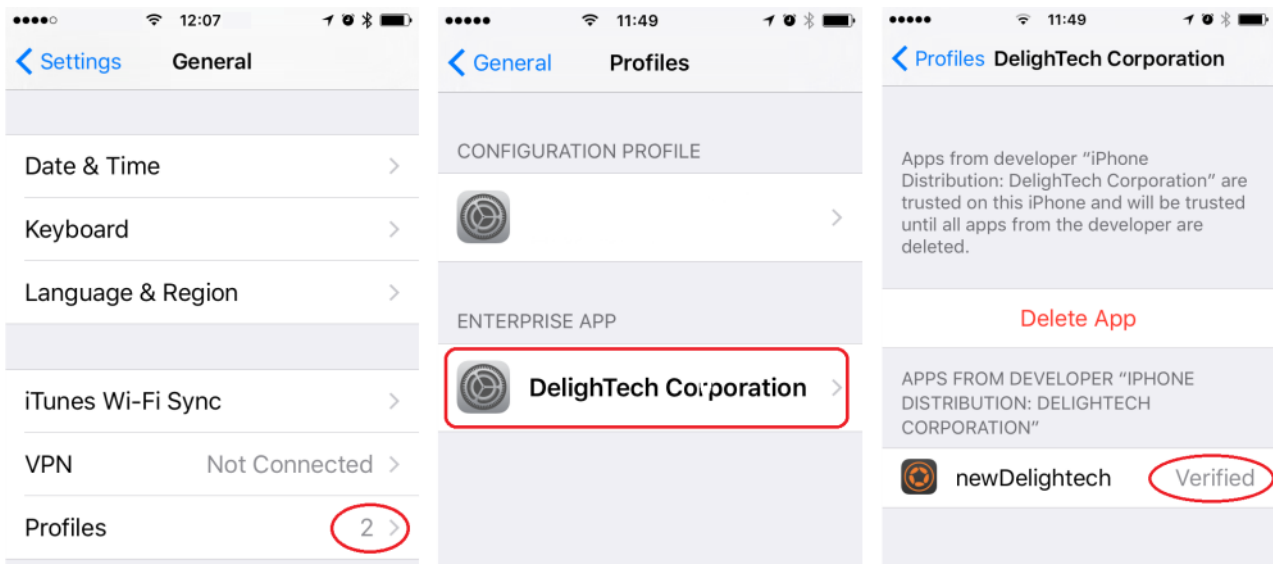 12:07
Settings General
Date & Time
Keyboard
Language & Region
iTunes Wi-Fi Sync
VPN Not Connected
Profiles 2
11:49
General Profiles
CONFIGURATION PROFILE
ENTERPRISE APP
DelighTech Corporation
11:49
Profiles DelighTech Corporation
Apps from developer “iPhone
Distribution: DelighTech Corporation” are
trusted on this iPhone and will be trusted
until all apps from the developer are
deleted.
Delete App
APPS FROM DEVELOPER “IPHONE
DISTRIBUTION: DELIGHTECH
CORPORATION”
newDelightech Verified